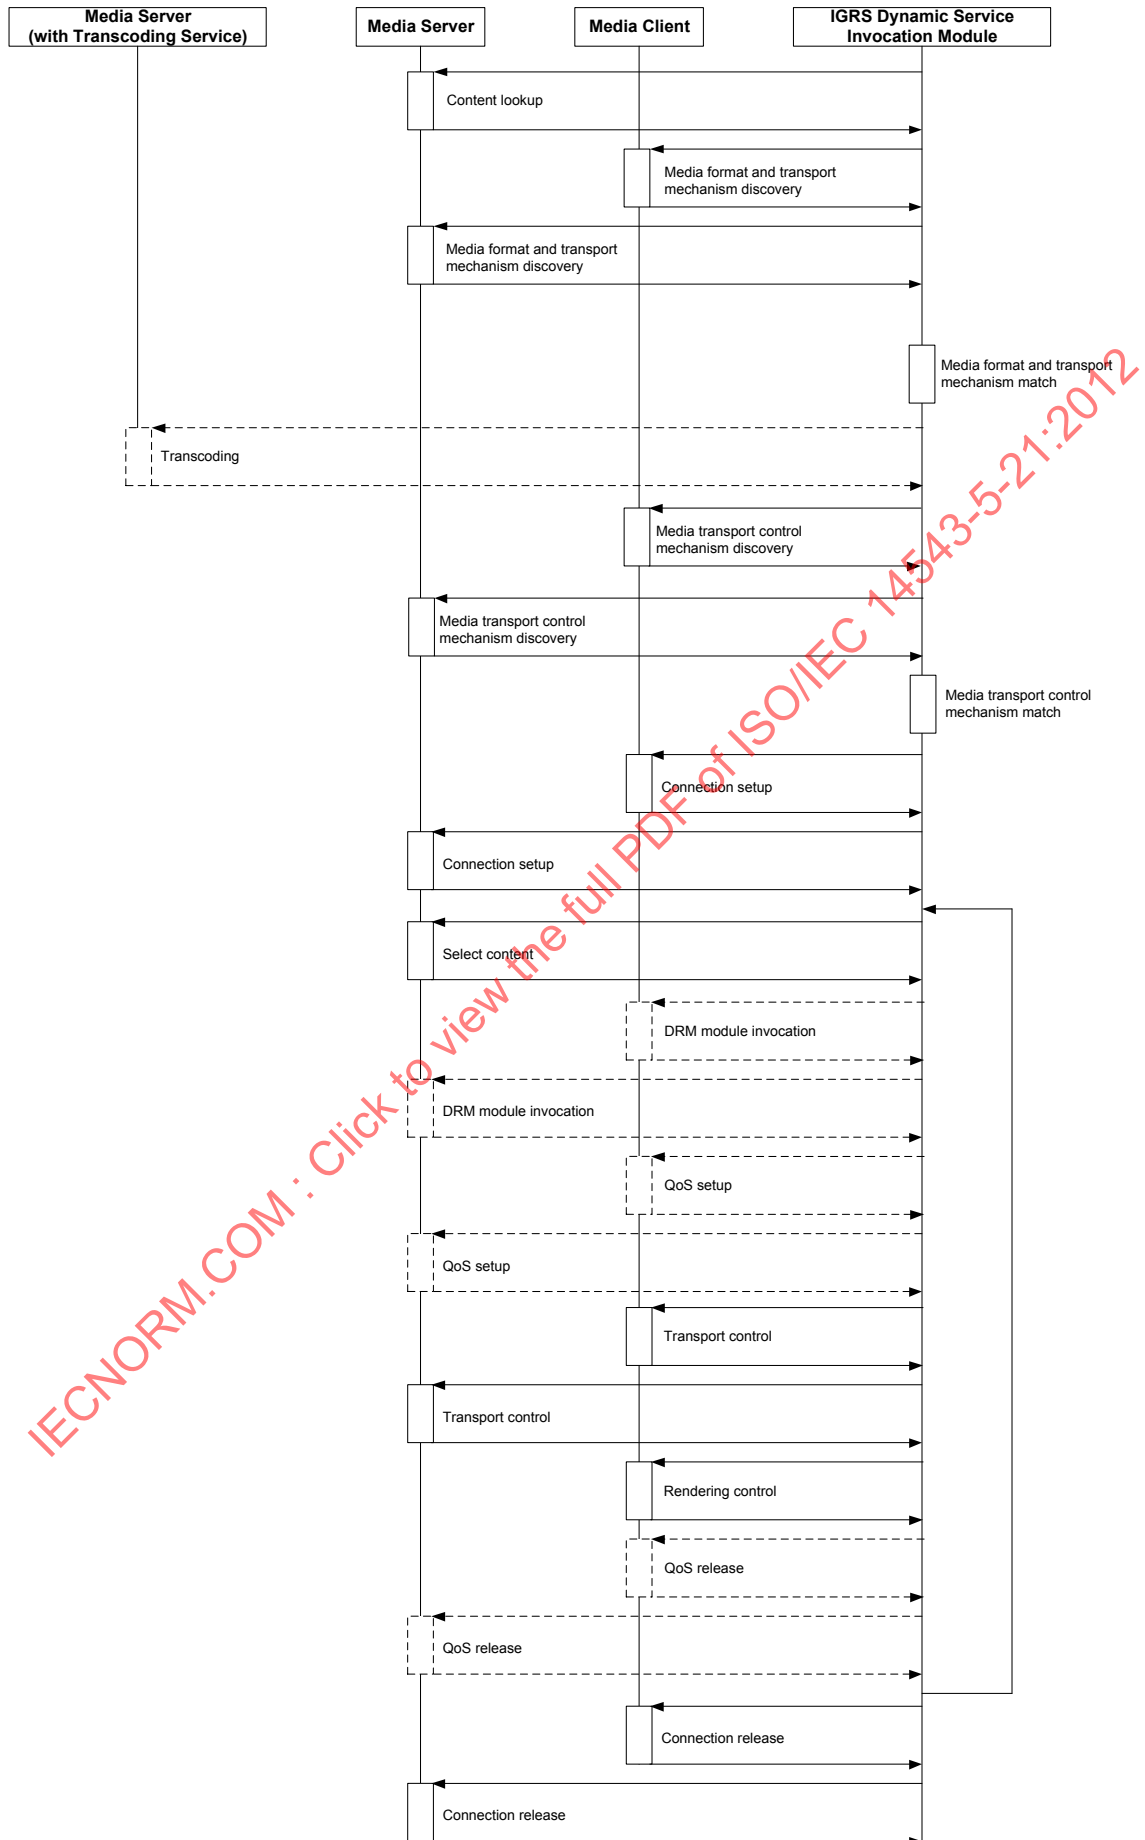 Media Server
(with Transcoding Service)
Media Server
Media Client
IGRS Dynamic Service
Invocation Module
Content lookup
Media format and transport
mechanism discovery
Media format and transport
mechanism discovery
Media format and transport
mechanism match
Transcoding
Media transport control
mechanism discovery
Media transport control
mechanism discovery
Media transport control
mechanism match
Connection setup
Connection setup
Select content
DRM module invocation
DRM module invocation
QoS setup
QoS setup
Transport control
Transport control
Rendering control
QoS release
QoS release
Connection release
Connection release
IECNORM.COM : Click to view the full PDF of ISO/IEC 14543-5-21:2012